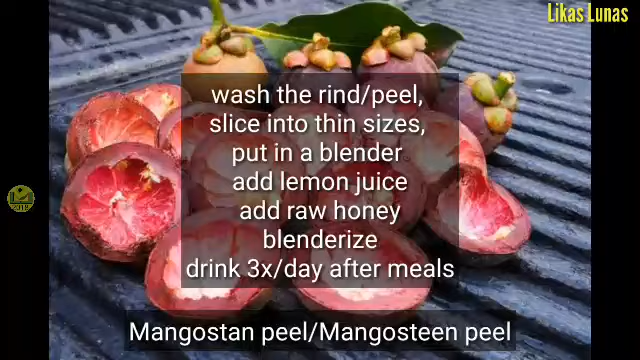 Likas Lunas
wash the rind/peel,
slice into thin sizes,
put in a blender
add lemon juice
add raw honey
blenderize
drink 3x/day after meals
Mangostan peel/Mangosteen peel